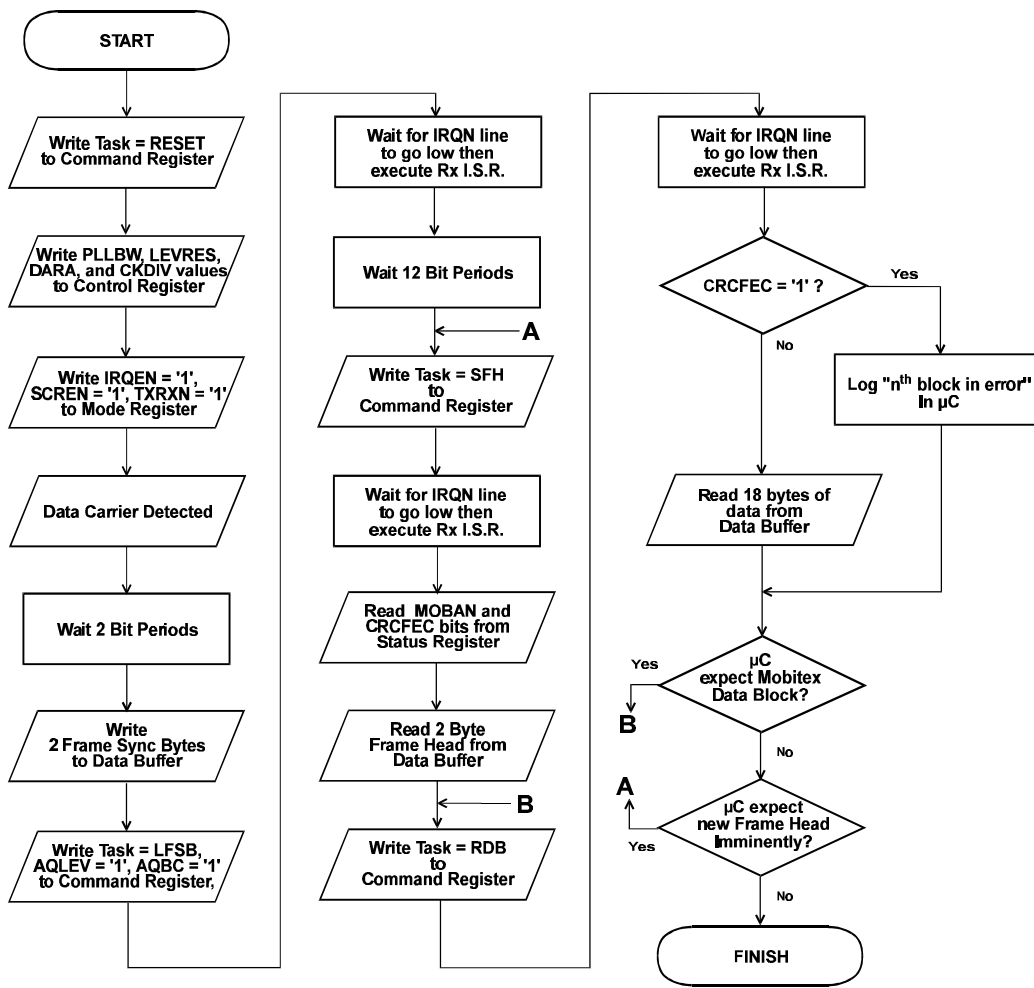 START
Write Task = RESET
to Command Register
Write PLLBW, LEVRES,
DARA, and CKDIV values
to Control Register
Write IRQEN = '1',
SCREN = '1', TXRXN = '1'
to Mode Register
Data Carrier Detected
Wait 2 Bit Periods
Write
2 Frame Sync Bytes
to Data Buffer
Write Task = LFSB,
AQLEV = '1', AQBC = '1'
to Command Register,
Wait for IRQN line
to go low then
execute Rx I.S.R.
Wait 12 Bit Periods
A
Write Task = SFH
to
Command Register
Wait for IRQN line
to go low then
execute Rx I.S.R.
Read MOBAN and
CRCFEC bits from
Status Register
Read 2 Byte
Frame Head from
Data Buffer
B
Write Task = RDB
to
Command Register
Wait for IRQN line
to go low then
execute Rx I.S.R.
CRCFEC = '1' ?
Yes
No
Log "nth block in error"
In µC
Read 18 bytes of
data from
Data Buffer
µC
expect Mobitex
Data Block?
Yes
B
No
A
µC expect
new Frame Head
Imminently?
Yes
No
FINISH